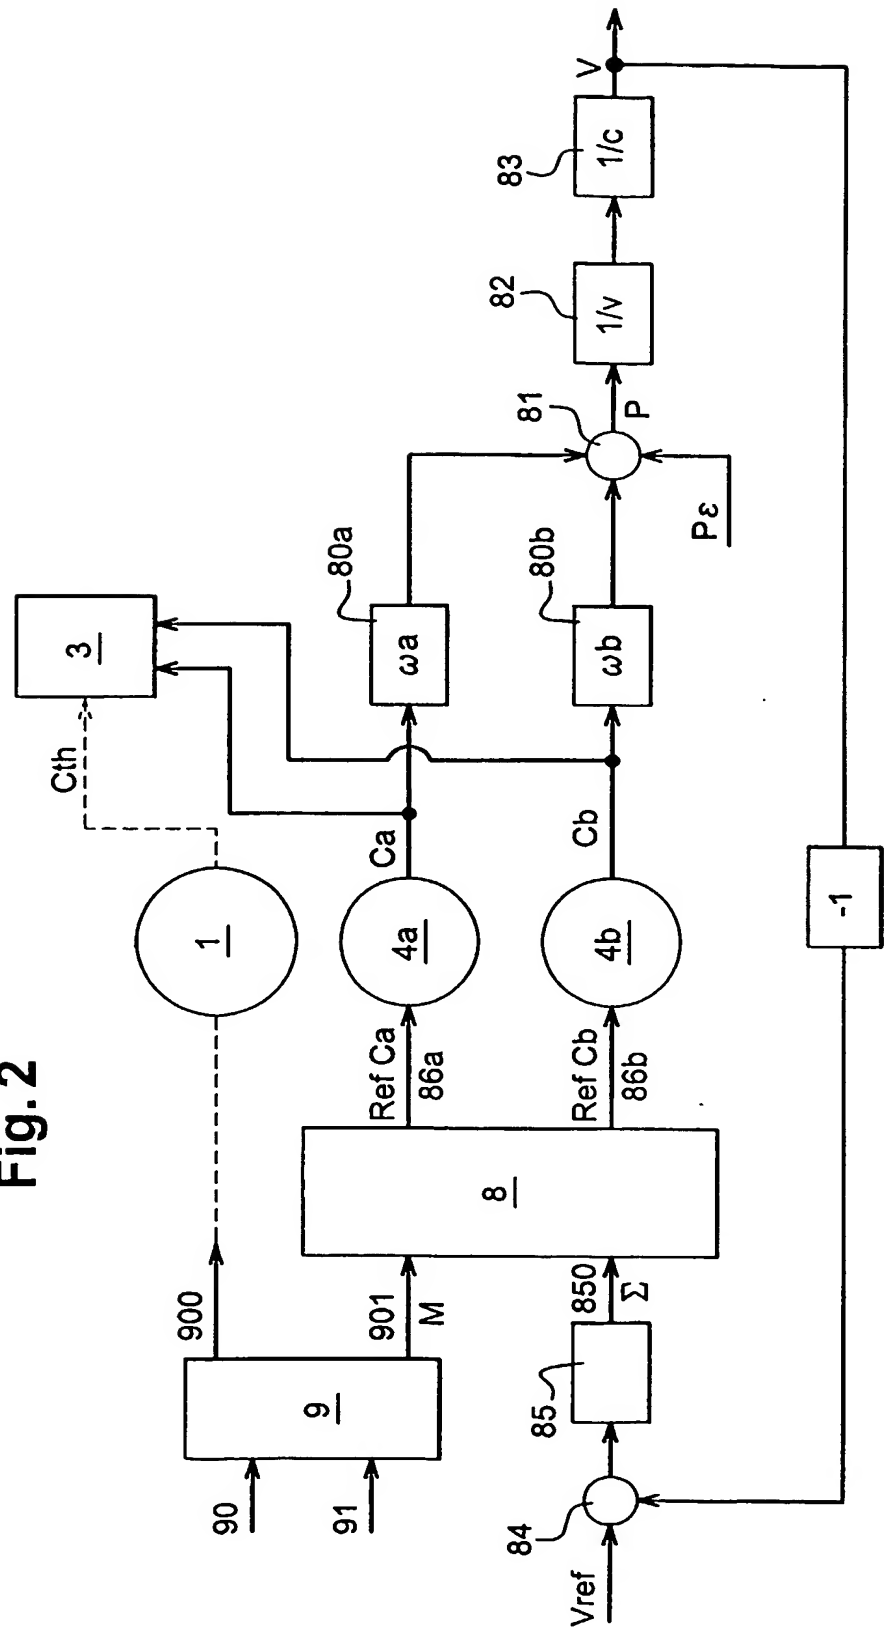 Fig. 2
90
91
9
900
901
M
1
Cth
3
8
Ref Ca
86a
Ref Cb
86b
4a
4b
Ca
Cb
ωa
80a
ωb
80b
81
Pε
P
82
1/v
83
1/c
V
Vref
84
85
850
Σ
-1